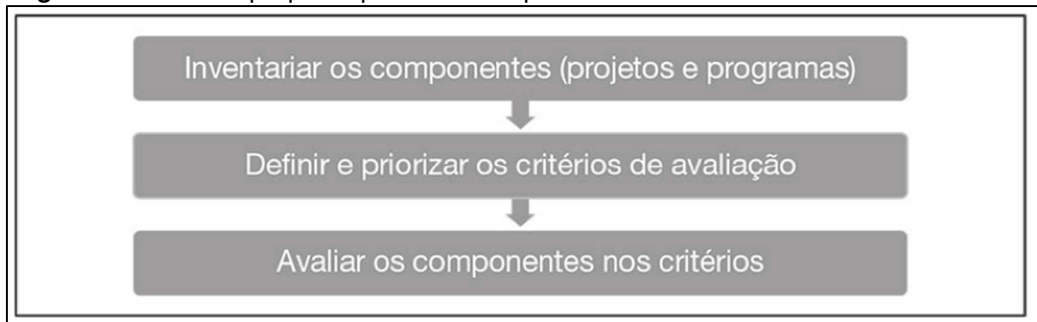 Inventariar os componentes (projetos e programas)
Definir e priorizar os critérios de avaliação
Avaliar os componentes nos critérios